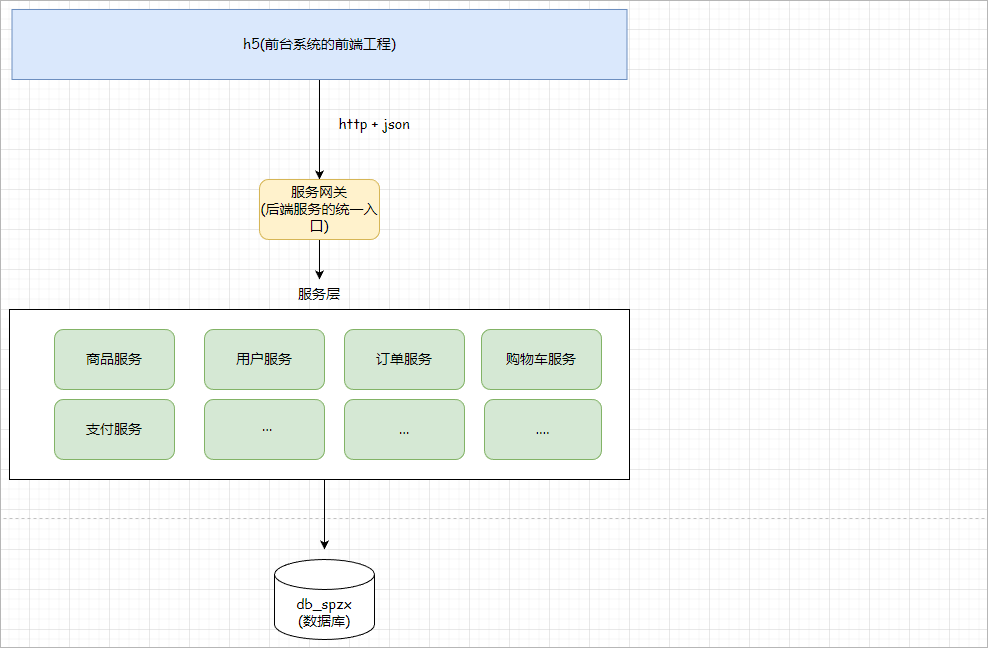 h5(前台系统的前端工程)
http + json
服务网关
(后端服务的统一入
口)
服务层
商品服务
用户服务
订单服务
购物车服务
支付服务
...
...
....
db_spzx
(数据库)